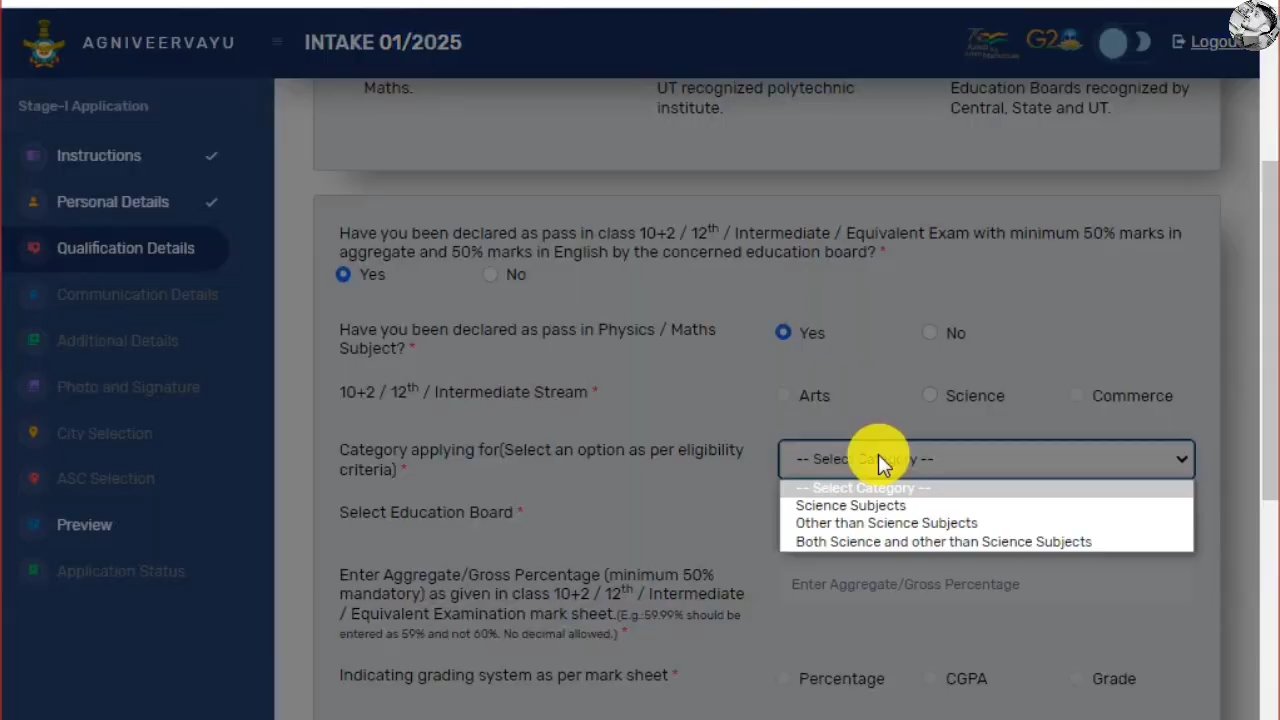 AGNIVEERVAYU
INTAKE 01/2025
G2
Logou
Stage-I Application
Instructions
Personal Details
Qualification Details
Communication Details
Additional Details
Photo and Signature
City Selection
ASC Selection
Preview
Application Status
Maths.
UT recognized polytechnic
institute.
Education Boards recognized by
Central, State and UT.
Have you been declared as pass in class 10+2 / 12th / Intermediate / Equivalent Exam with minimum 50% marks in
aggregate and 50% marks in English by the concerned education board? *
Yes No
Have you been declared as pass in Physics / Maths
Subject? *
Yes No
10+2 / 12th / Intermediate Stream *
Arts Science Commerce
Category applying for(Select an option as per eligibility
criteria) *
-- Select Category --
-- Select Category --
Science Subjects
Other than Science Subjects
Both Science and other than Science Subjects
Select Education Board *
Enter Aggregate/Gross Percentage (minimum 50%
mandatory) as given in class 10+2 / 12th / Intermediate
/ Equivalent Examination mark sheet.(E.g.:59.99% should be
entered as 59% and not 60%. No decimal allowed.) *
Enter Aggregate/Gross Percentage
Indicating grading system as per mark sheet *
Percentage CGPA Grade